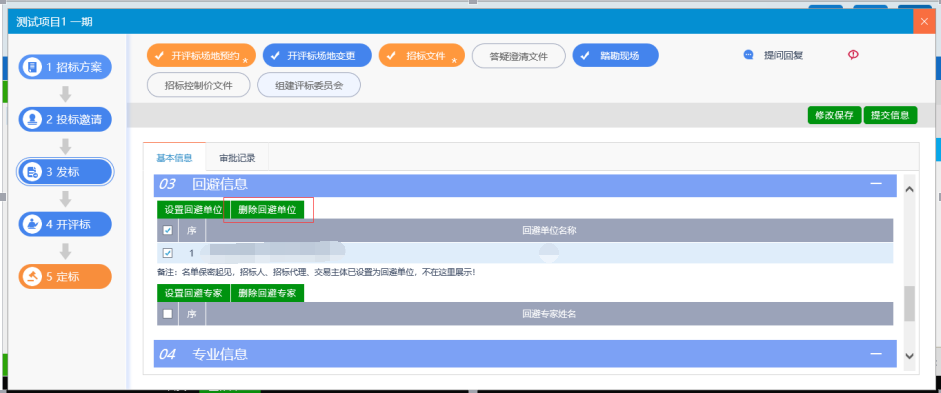 测试项目1 一期
1 招标方案
2 投标邀请
3 发标
4 开评标
5 定标
开评标场地预约 *
开评标场地变更
招标文件 *
答疑澄清文件
踏勘现场
提问回复
招标控制价文件
组建评标委员会
修改保存 提交信息
基本信息 审批记录
03 回避信息
设置回避单位 删除回避单位
序 回避单位名称
1
备注：名单保密起见，招标人、招标代理、交易主体已设置为回避单位，不在这里展示！
设置回避专家 删除回避专家
序 回避专家姓名
04 专业信息